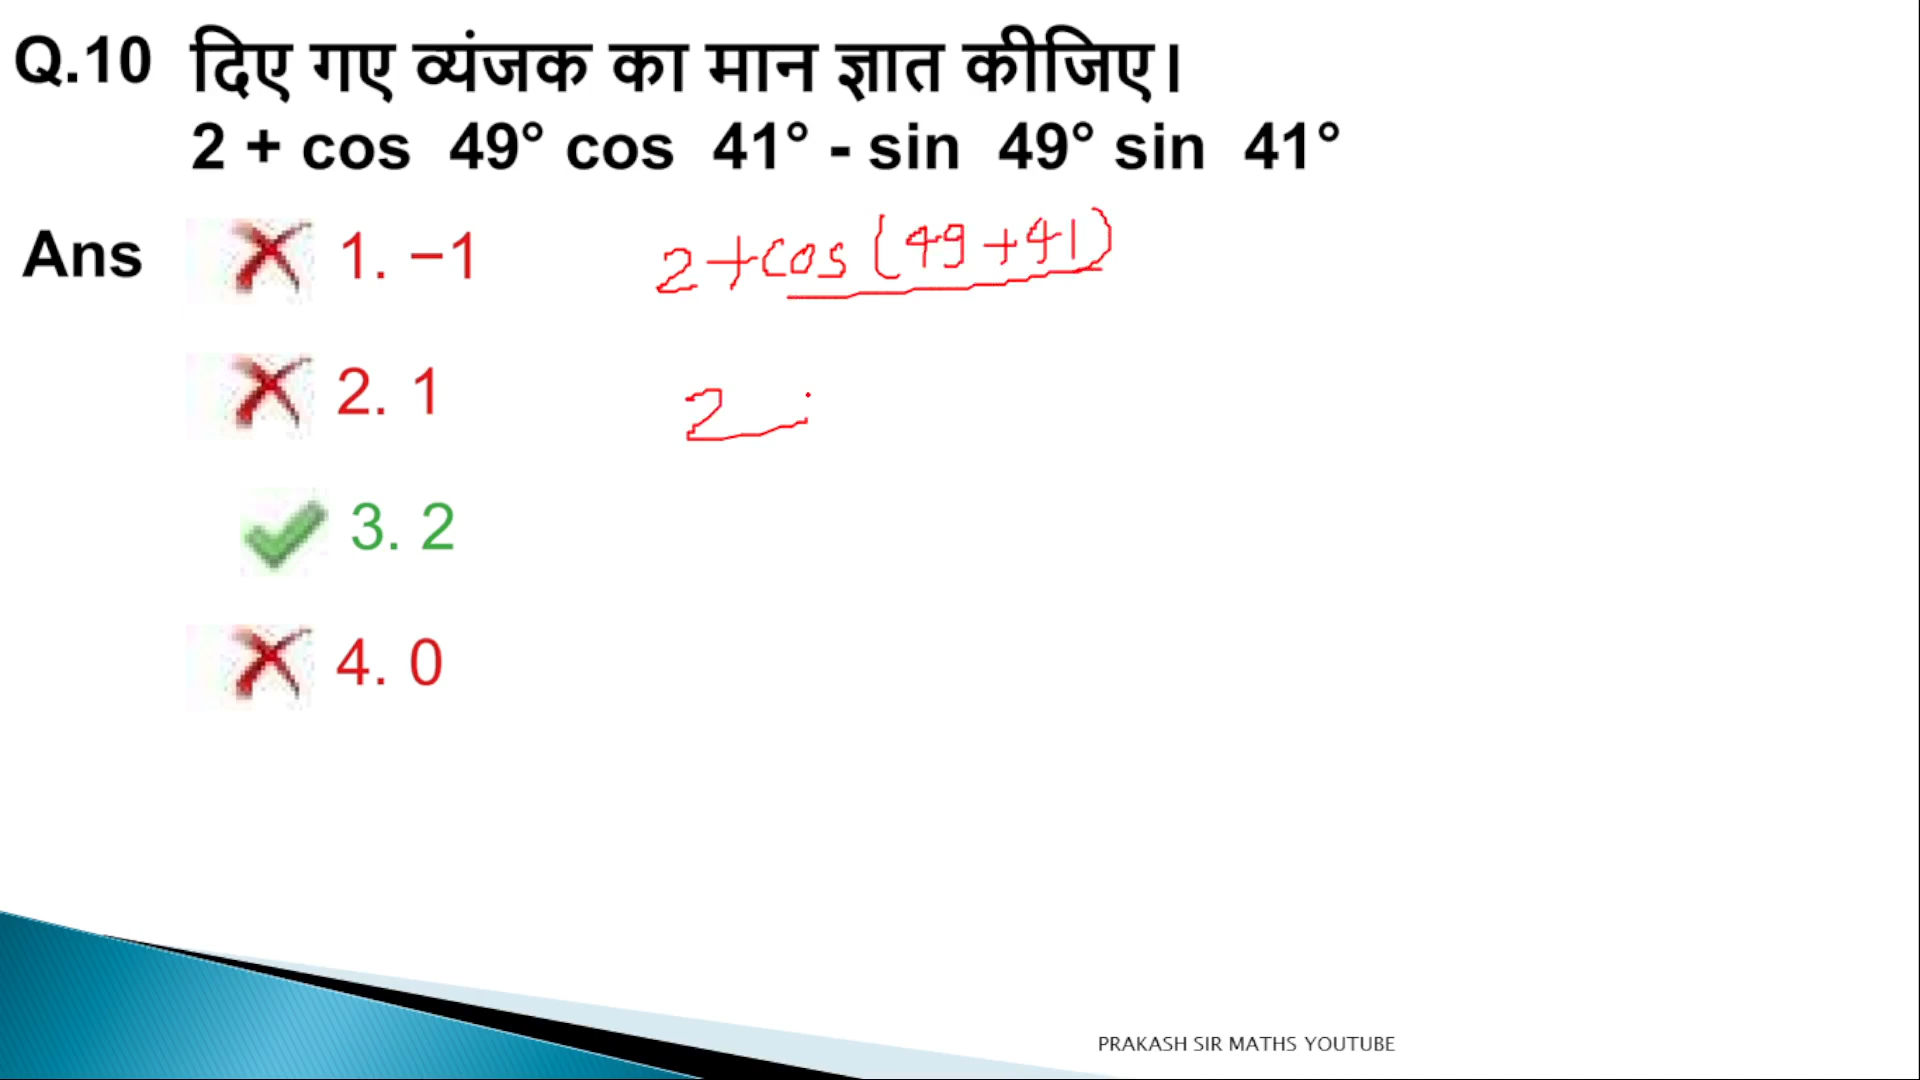 Q.10 दिए गए व्यंजक का मान ज्ञात कीजिए।
2 + cos 49° cos 41° - sin 49° sin 41°
Ans 1. −1
2+cos(49+41)
2. 1
2
3. 2
4. 0
PRAKASH SIR MATHS YOUTUBE